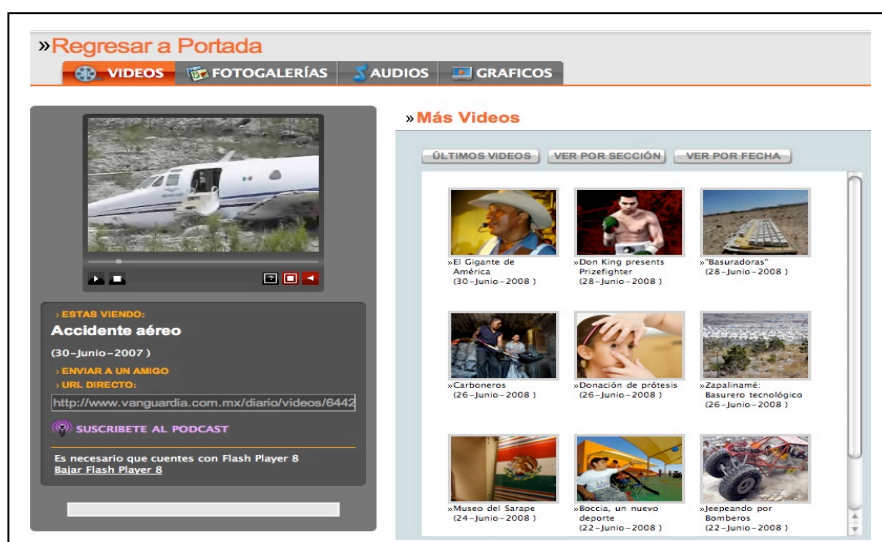 »Regresar a Portada
VIDEOS FOTOGALERÍAS AUDIOS GRAFICOS
› ESTAS VIENDO:
Accidente aéreo
(30-Junio-2007 )
› ENVIAR A UN AMIGO
› URL DIRECTO:
http://www.vanguardia.com.mx/diario/videos/6442
SUSCRIBETE AL PODCAST
Es necesario que cuentes con Flash Player 8
Bajar Flash Player 8
»Más Videos
ÚLTIMOS VIDEOS VER POR SECCIÓN VER POR FECHA
»El Gigante de
América
(30-Junio-2008 )
»Don King presents
Prizefighter
(28-Junio-2008 )
»"Basuradoras"
(28-Junio-2008 )
»Carboneros
(26-Junio-2008 )
»Donación de prótesis
(26-Junio-2008 )
»Zapalinamé:
Basurero tecnológico
(26-Junio-2008 )
»Museo del Sarape
(24-Junio-2008 )
»Boccia, un nuevo
deporte
(22-Junio-2008 )
»Jeepeando por
Bomberos
(22-Junio-2008 )